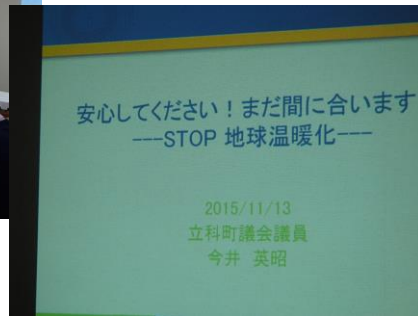 安心してください！まだ間に合います
---STOP 地球温暖化---
2015/11/13
立科町議会議員
今井 英昭